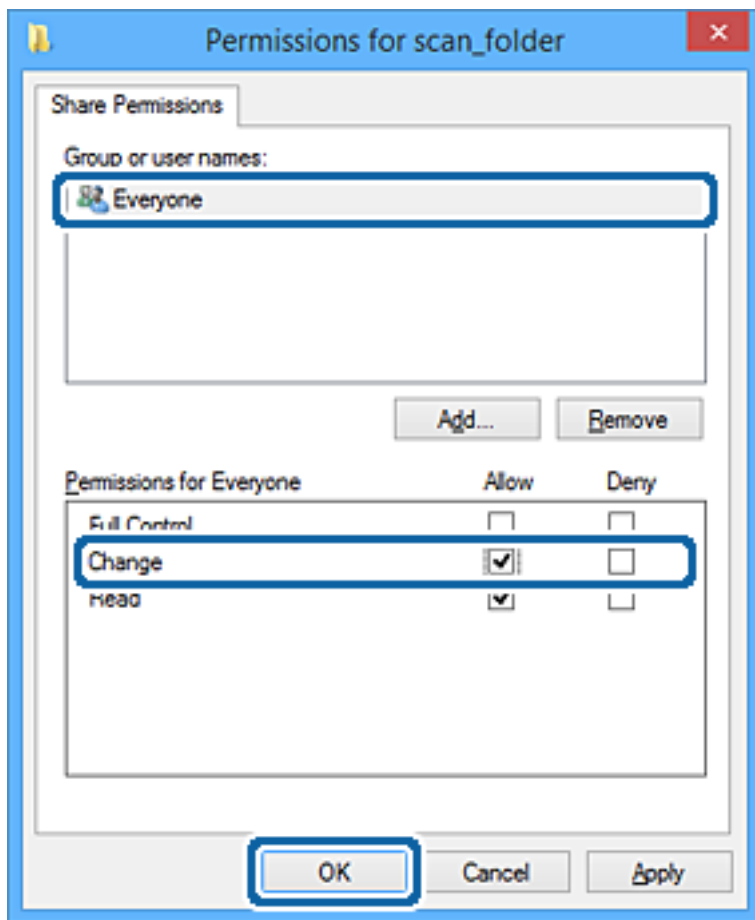 Permissions for scan_folder
Share Permissions
Group or user names:
Everyone
Add... Remove
Permissions for Everyone Allow Deny
Full Control
Change
Read
OK Cancel Apply